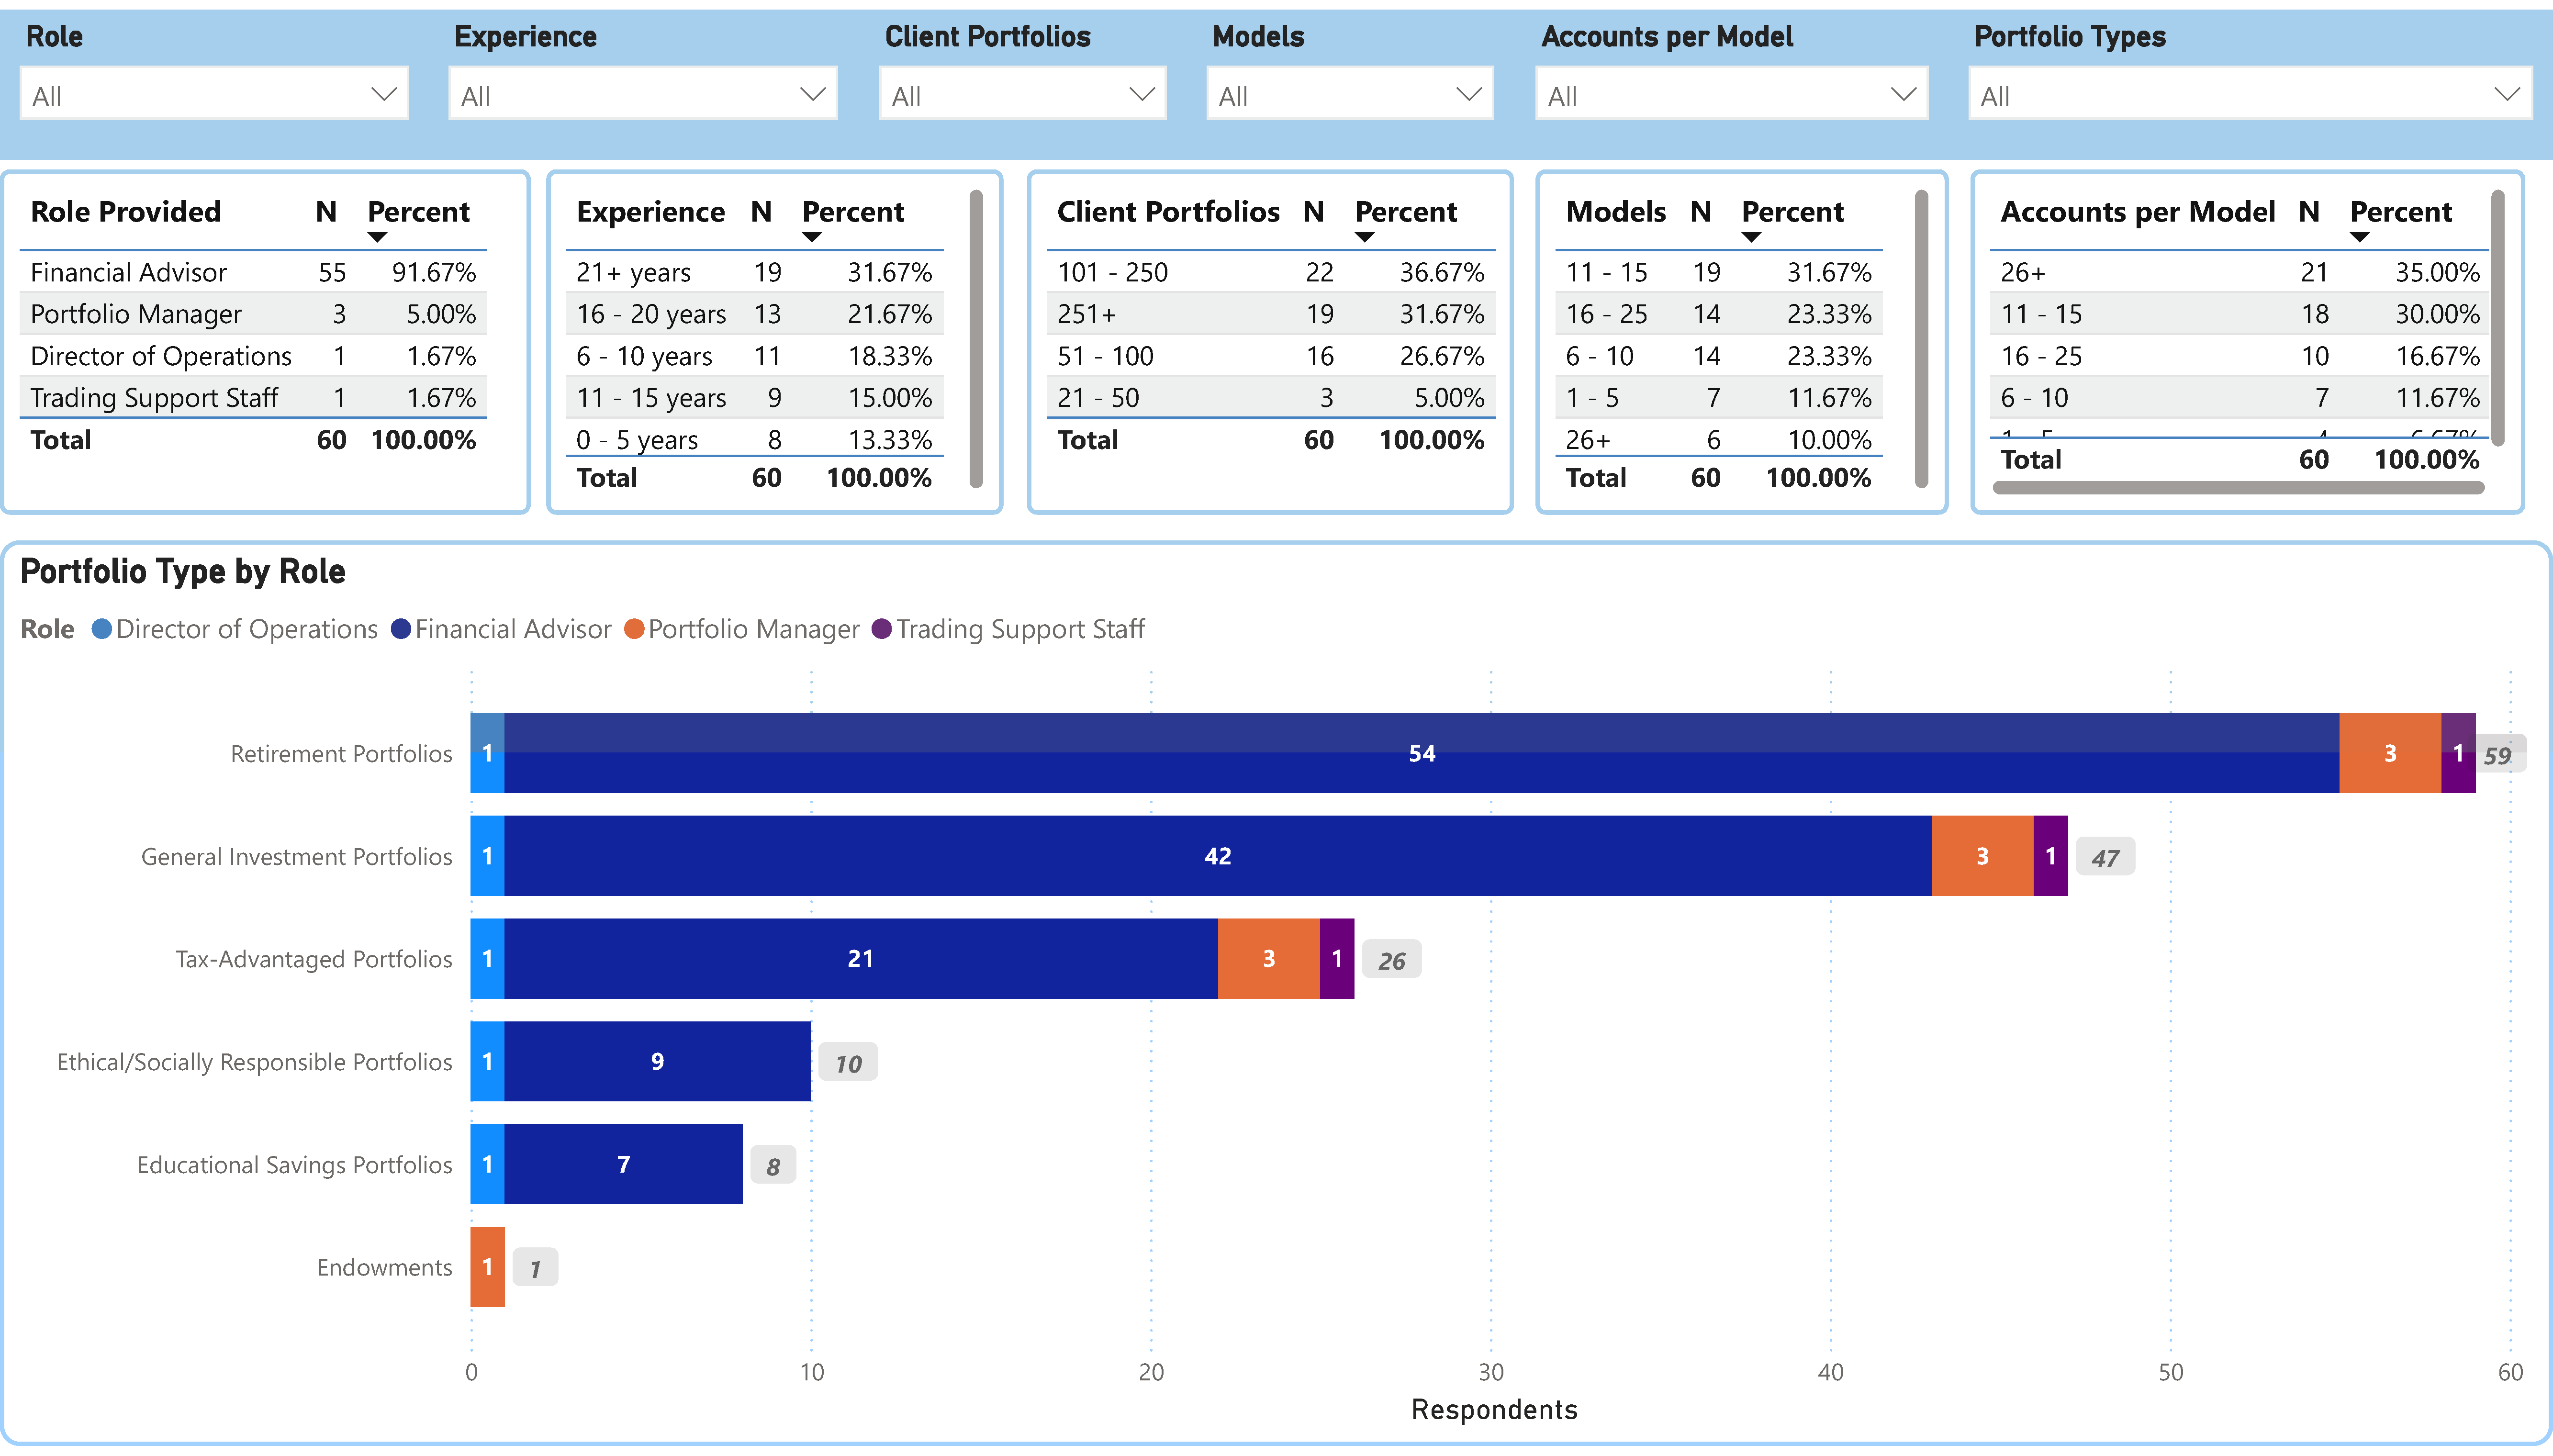 Role Experience Client Portfolios Models Accounts per Model Portfolio Types
All All All All All All
Role Provided N Percent
Financial Advisor 55 91.67%
Portfolio Manager 3 5.00%
Director of Operations 1 1.67%
Trading Support Staff 1 1.67%
Total 60 100.00%
Experience N Percent
21+ years 19 31.67%
16 - 20 years 13 21.67%
6 - 10 years 11 18.33%
11 - 15 years 9 15.00%
0 - 5 years 8 13.33%
Total 60 100.00%
Client Portfolios N Percent
101 - 250 22 36.67%
251+ 19 31.67%
51 - 100 16 26.67%
21 - 50 3 5.00%
Total 60 100.00%
Models N Percent
11 - 15 19 31.67%
16 - 25 14 23.33%
6 - 10 14 23.33%
1 - 5 7 11.67%
26+ 6 10.00%
Total 60 100.00%
Accounts per Model N Percent
26+ 21 35.00%
11 - 15 18 30.00%
16 - 25 10 16.67%
6 - 10 7 11.67%
Total 60 100.00%
Portfolio Type by Role
Role Director of Operations Financial Advisor Portfolio Manager Trading Support Staff
Retirement Portfolios 1 54 3 1 59
General Investment Portfolios 1 42 3 1 47
Tax-Advantaged Portfolios 1 21 3 1 26
Ethical/Socially Responsible Portfolios 1 9 10
Educational Savings Portfolios 1 7 8
Endowments 1 1
0 10 20 30 40 50 60
Respondents